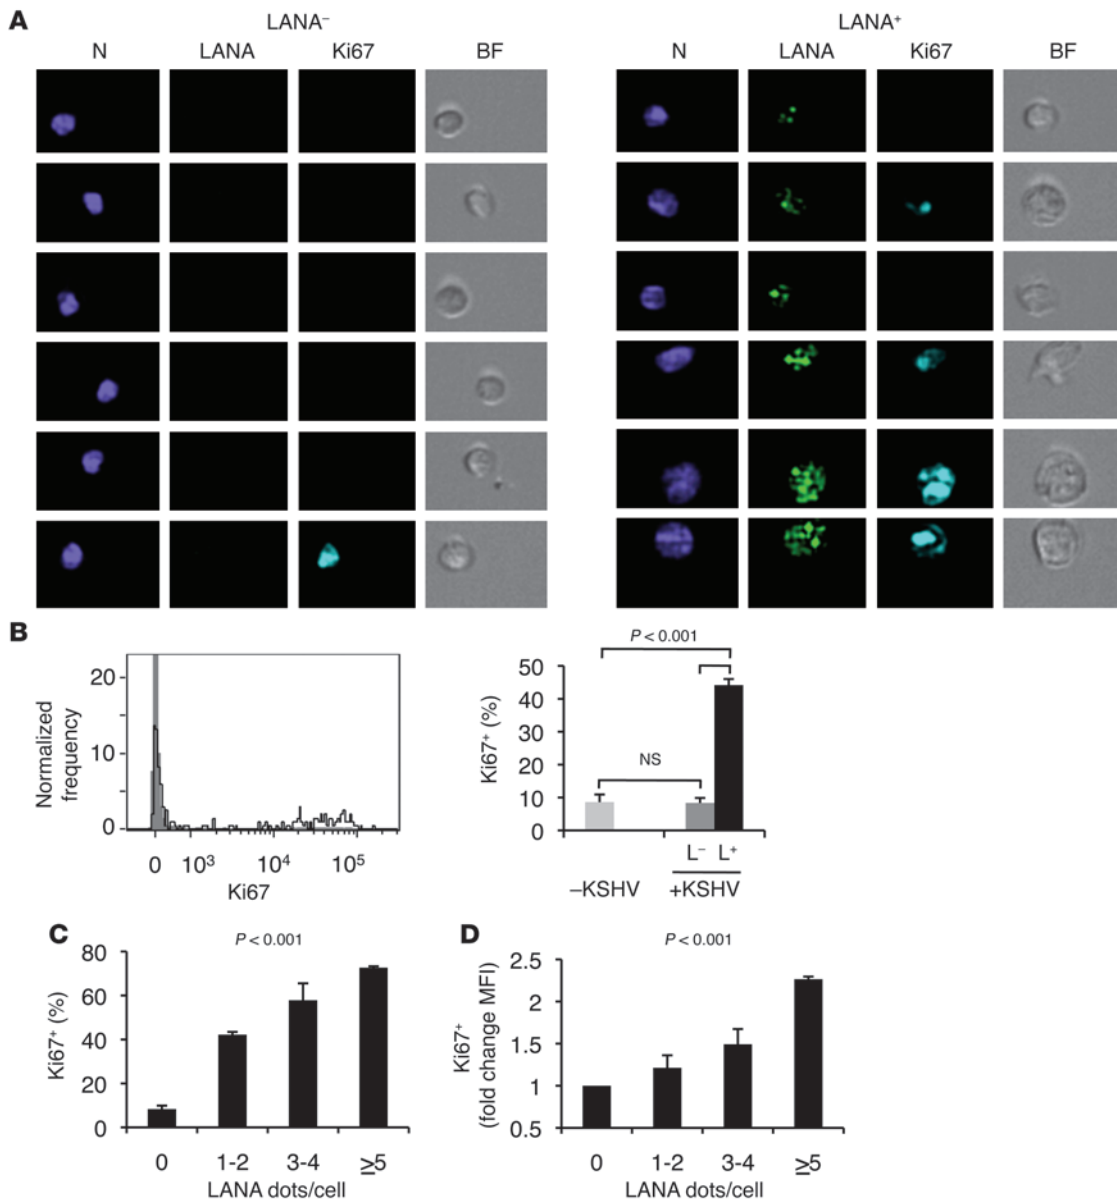 A
LANA⁻
LANA⁺
N LANA Ki67 BF
N LANA Ki67 BF
B
Normalized
frequency
20
10
0
0 10³ 10⁴ 10⁵
Ki67
P < 0.001
NS
Ki67⁺ (%)
50
40
30
20
10
0
L⁻ L⁺
–KSHV +KSHV
C
P < 0.001
Ki67⁺ (%)
80
60
40
20
0
0 1-2 3-4 ≥5
LANA dots/cell
D
P < 0.001
Ki67⁺
(fold change MFI)
2.5
2
1.5
1
0.5
0 1-2 3-4 ≥5
LANA dots/cell